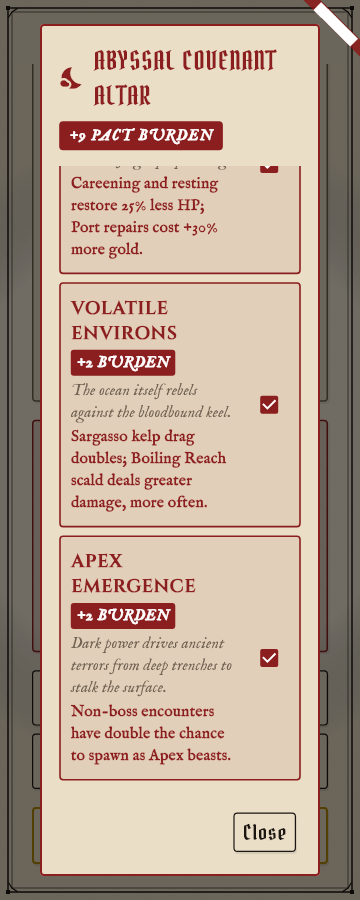 ABYSSAL COVENANT
ALTAR
+9 PACT BURDEN
Careening and resting
restore 25% less HP;
Port repairs cost +30%
more gold.
VOLATILE
ENVIRONS
+2 BURDEN
The ocean itself rebels
against the bloodbound keel.
Sargasso kelp drag
doubles; Boiling Reach
scald deals greater
damage, more often.
APEX
EMERGENCE
+2 BURDEN
Dark power drives ancient
terrors from deep trenches to
stalk the surface.
Non-boss encounters
have double the chance
to spawn as Apex beasts.
Close